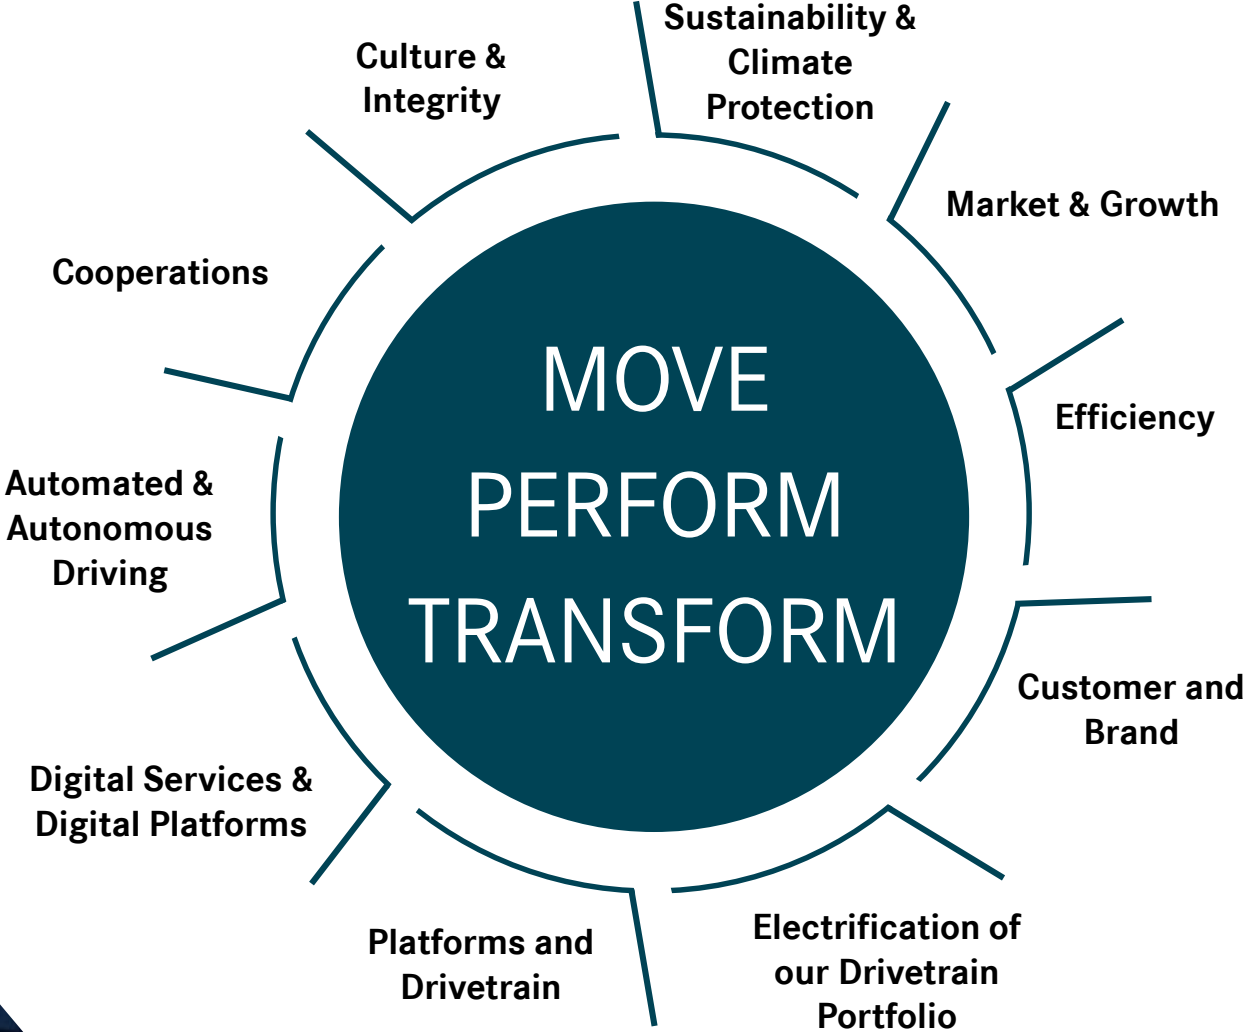 Sustainability &
Climate
Protection
Market & Growth
Efficiency
Customer and
Brand
Electrification of
our Drivetrain
Portfolio
Platforms and
Drivetrain
Digital Services &
Digital Platforms
Automated &
Autonomous
Driving
Cooperations
Culture &
Integrity
MOVE
PERFORM
TRANSFORM